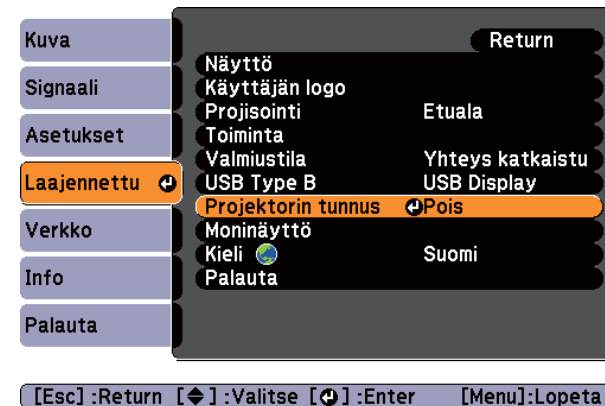 Kuva
Signaali
Asetukset
Laajennettu
Verkko
Info
Palauta
Return
Näyttö
Käyttäjän logo
Projisointi Etuala
Toiminta
Valmiustila Yhteys katkaistu
USB Type B USB Display
Projektorin tunnus Pois
Moninäyttö
Kieli Suomi
Palauta
[Esc] :Return [◆] :Valitse [↵] :Enter [Menu]:Lopeta